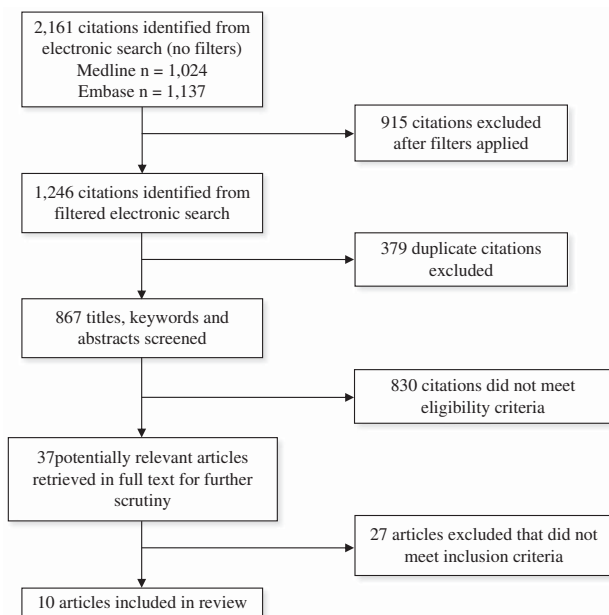 2,161 citations identified from
electronic search (no filters)
Medline n = 1,024
Embase n = 1,137
915 citations excluded
after filters applied
1,246 citations identified from
filtered electronic search
379 duplicate citations
excluded
867 titles, keywords and
abstracts screened
830 citations did not meet
eligibility criteria
37potentially relevant articles
retrieved in full text for further
scrutiny
27 articles excluded that did not
meet inclusion criteria
10 articles included in review